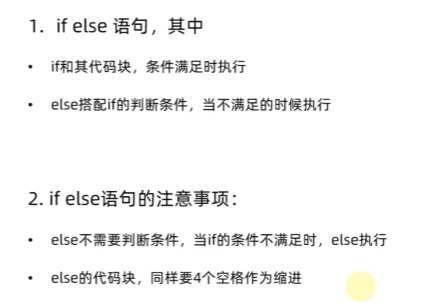 1. if else 语句，其中
• if和其代码块，条件满足时执行
• else搭配if的判断条件，当不满足的时候执行
2. if else语句的注意事项：
• else不需要判断条件，当if的条件不满足时，else执行
• else的代码块，同样要4个空格作为缩进